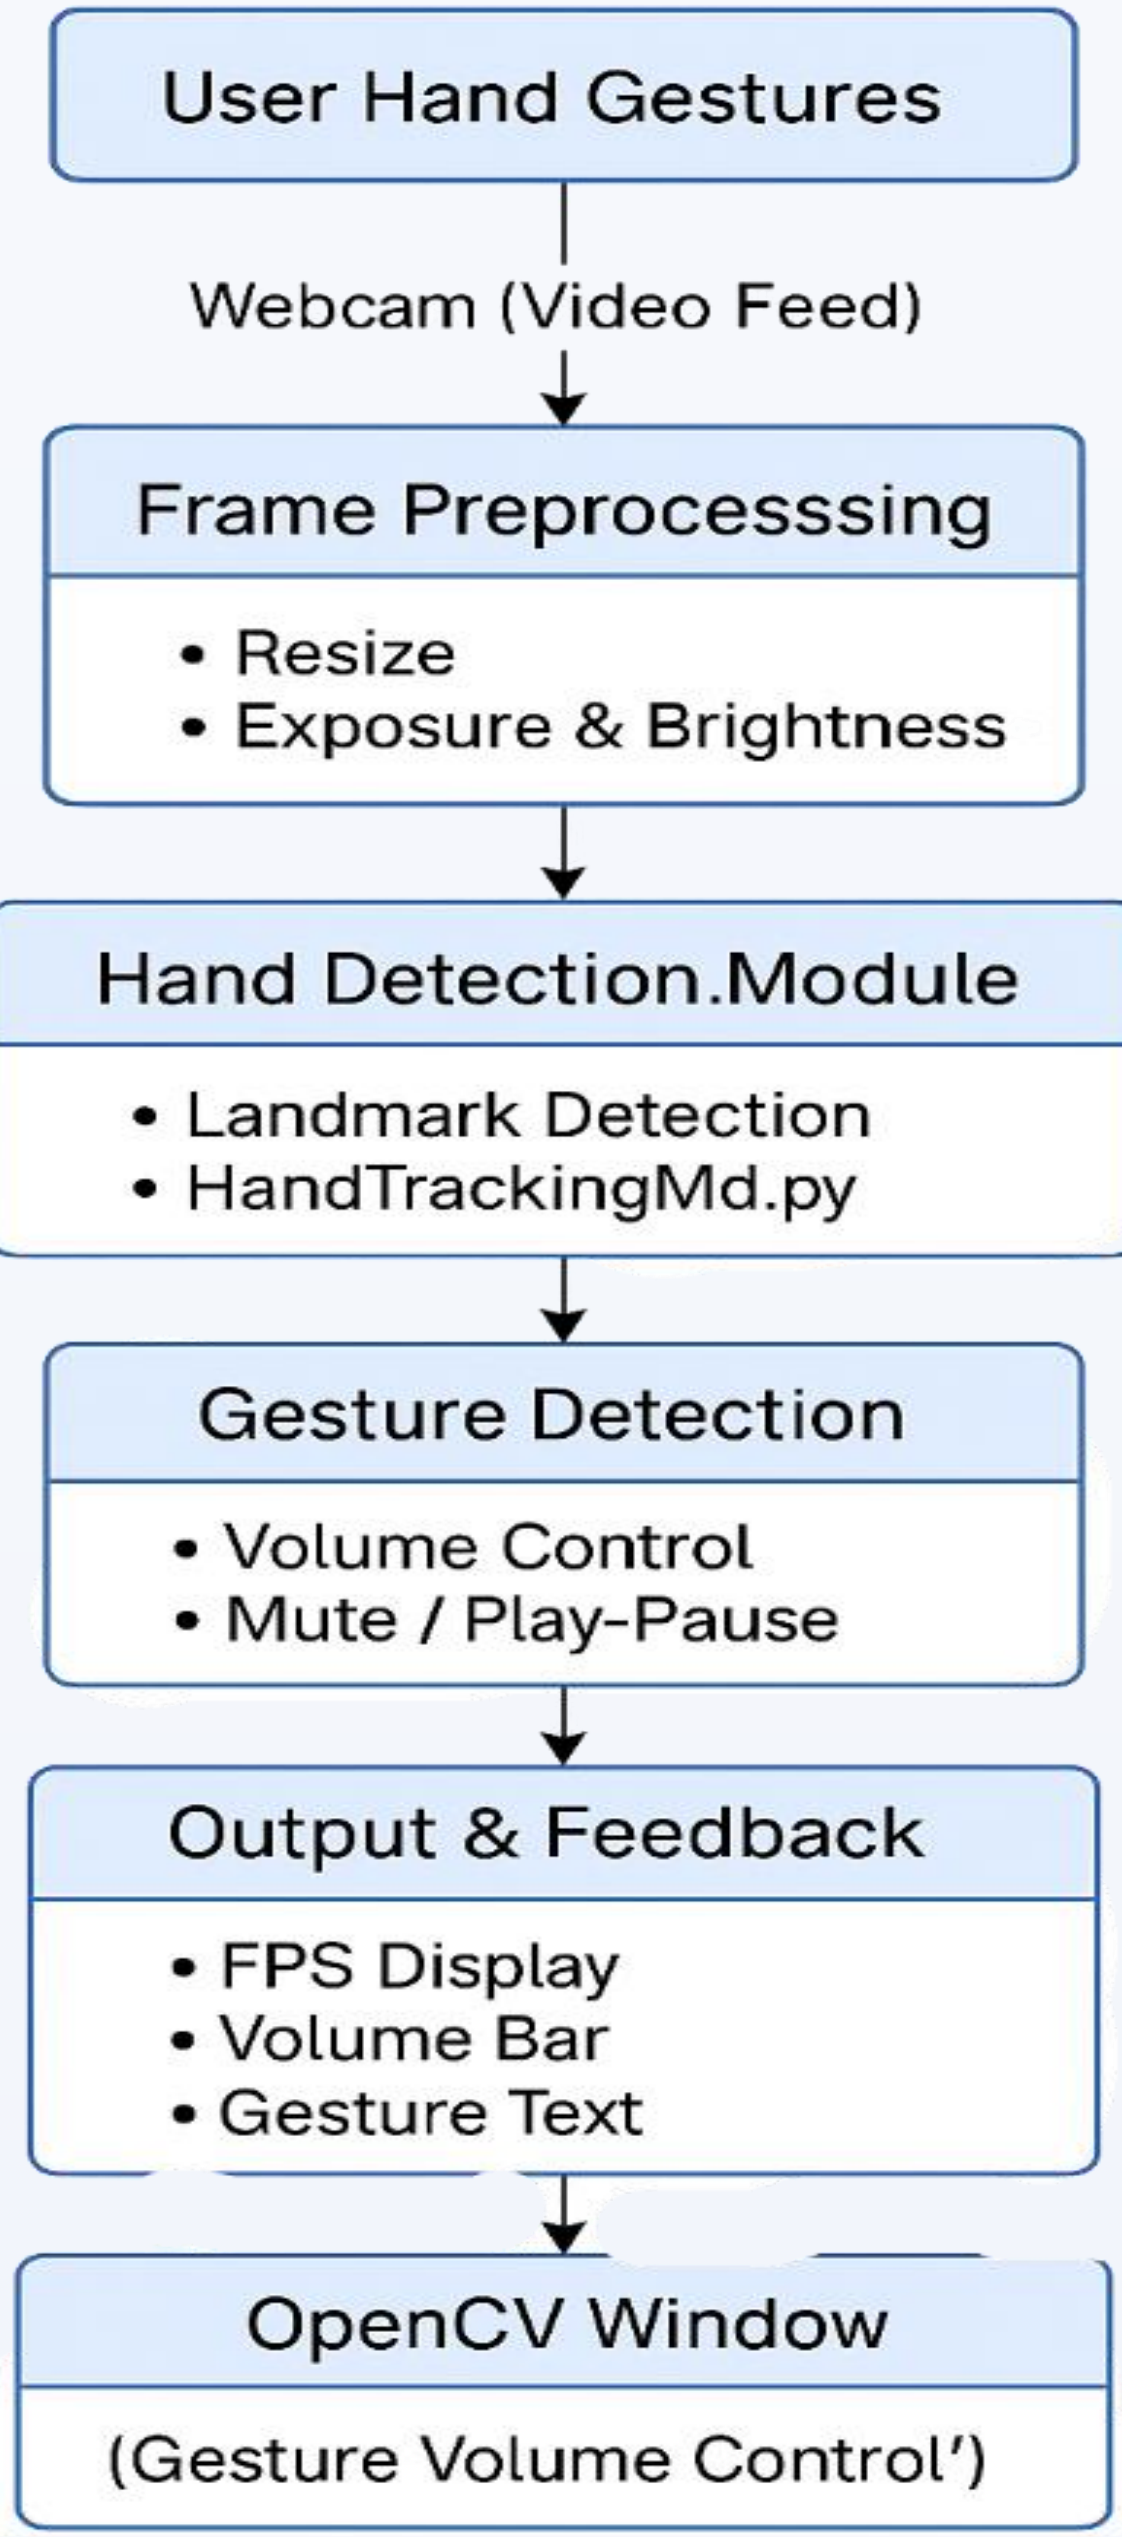 User Hand Gestures
Webcam (Video Feed)
Frame Preprocesssing
• Resize
• Exposure & Brightness
Hand Detection.Module
• Landmark Detection
• HandTrackingMd.py
Gesture Detection
• Volume Control
• Mute / Play-Pause
Output & Feedback
• FPS Display
• Volume Bar
• Gesture Text
OpenCV Window
(Gesture Volume Control′)